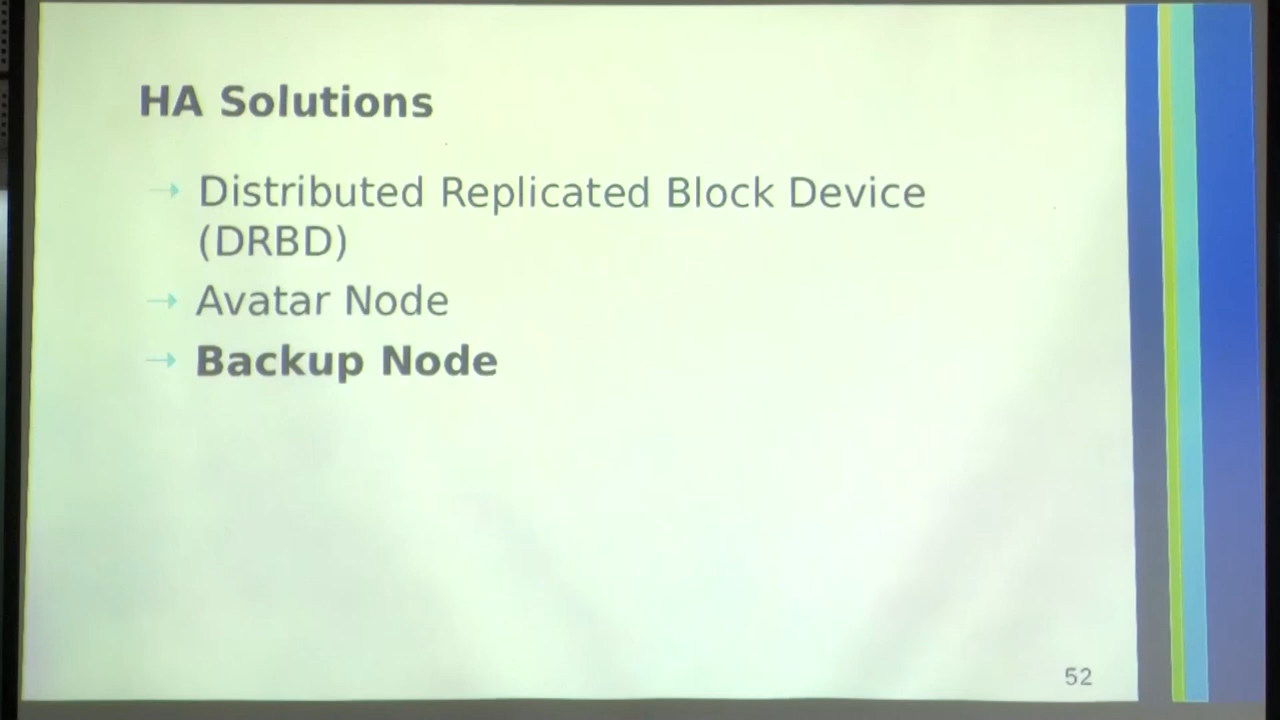 HA Solutions
→ Distributed Replicated Block Device
(DRBD)
→ Avatar Node
→ Backup Node
52